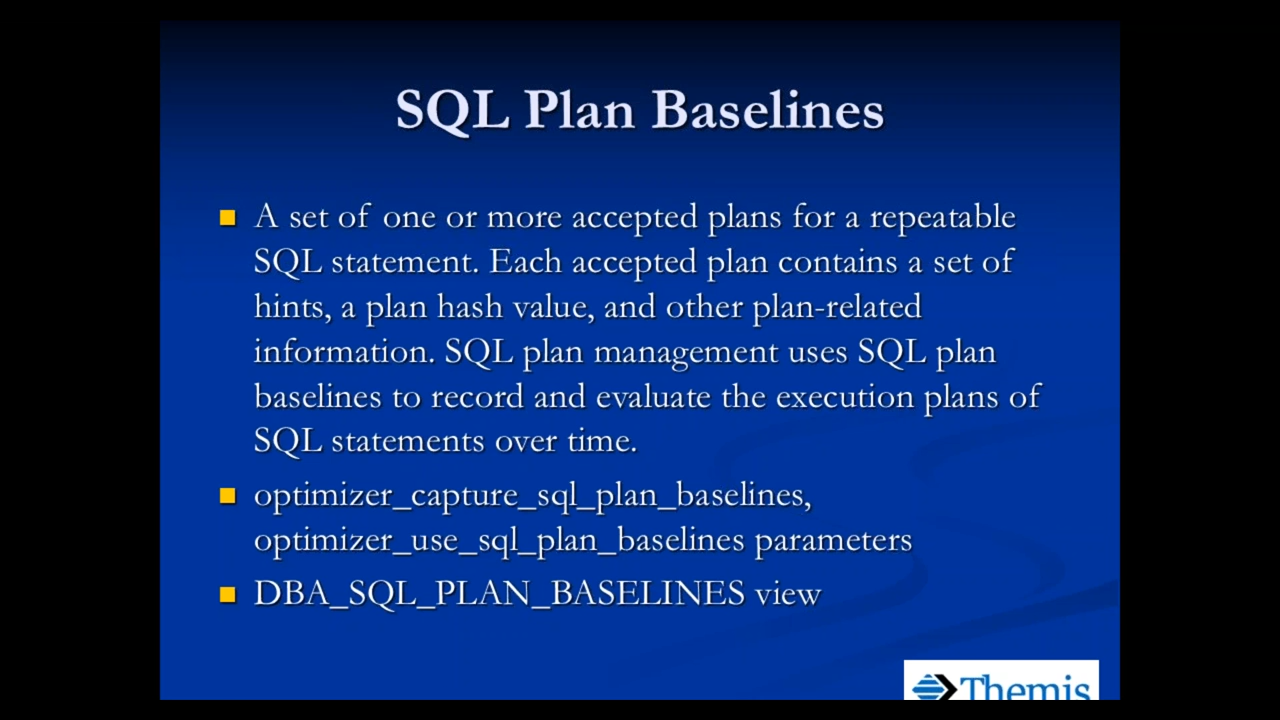 SQL Plan Baselines
A set of one or more accepted plans for a repeatable
SQL statement. Each accepted plan contains a set of
hints, a plan hash value, and other plan-related
information. SQL plan management uses SQL plan
baselines to record and evaluate the execution plans of
SQL statements over time.
optimizer_capture_sql_plan_baselines,
optimizer_use_sql_plan_baselines parameters
DBA_SQL_PLAN_BASELINES view
Themis